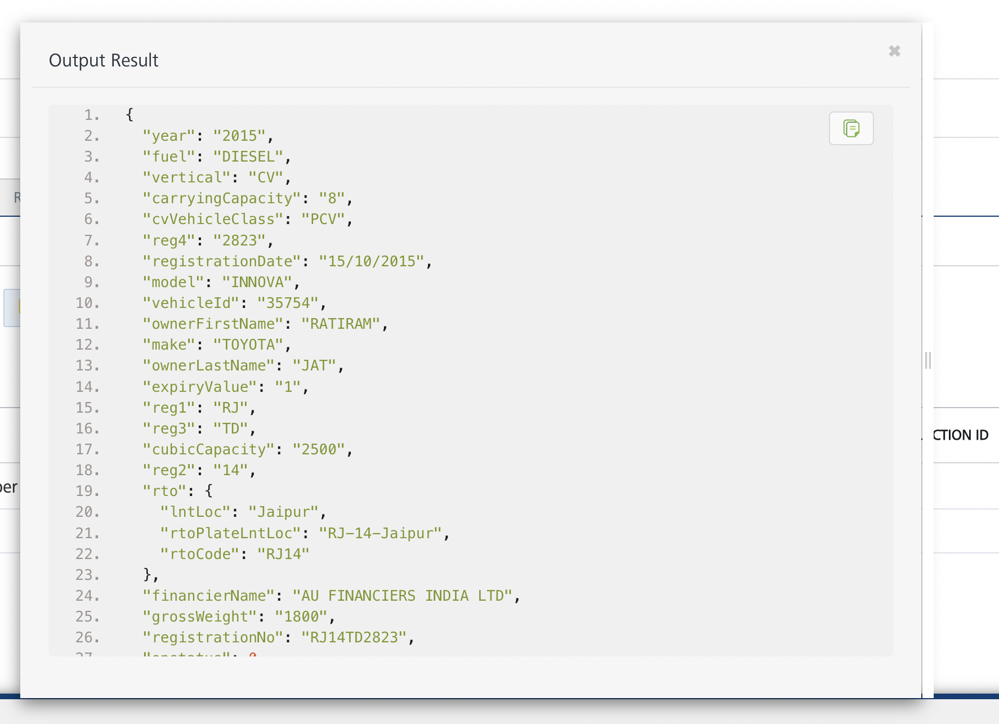 Output Result
1. {
2. "year": "2015",
3. "fuel": "DIESEL",
4. "vertical": "CV",
5. "carryingCapacity": "8",
6. "cvVehicleClass": "PCV",
7. "reg4": "2823",
8. "registrationDate": "15/10/2015",
9. "model": "INNOVA",
10. "vehicleId": "35754",
11. "ownerFirstName": "RATIRAM",
12. "make": "TOYOTA",
13. "ownerLastName": "JAT",
14. "expiryValue": "1",
15. "reg1": "RJ",
16. "reg3": "TD",
17. "cubicCapacity": "2500",
18. "reg2": "14",
19. "rto": {
20. "lntLoc": "Jaipur",
21. "rtoPlateLntLoc": "RJ-14-Jaipur",
22. "rtoCode": "RJ14"
23. },
24. "financierName": "AU FINANCIERS INDIA LTD",
25. "grossWeight": "1800",
26. "registrationNo": "RJ14TD2823",
CTION ID